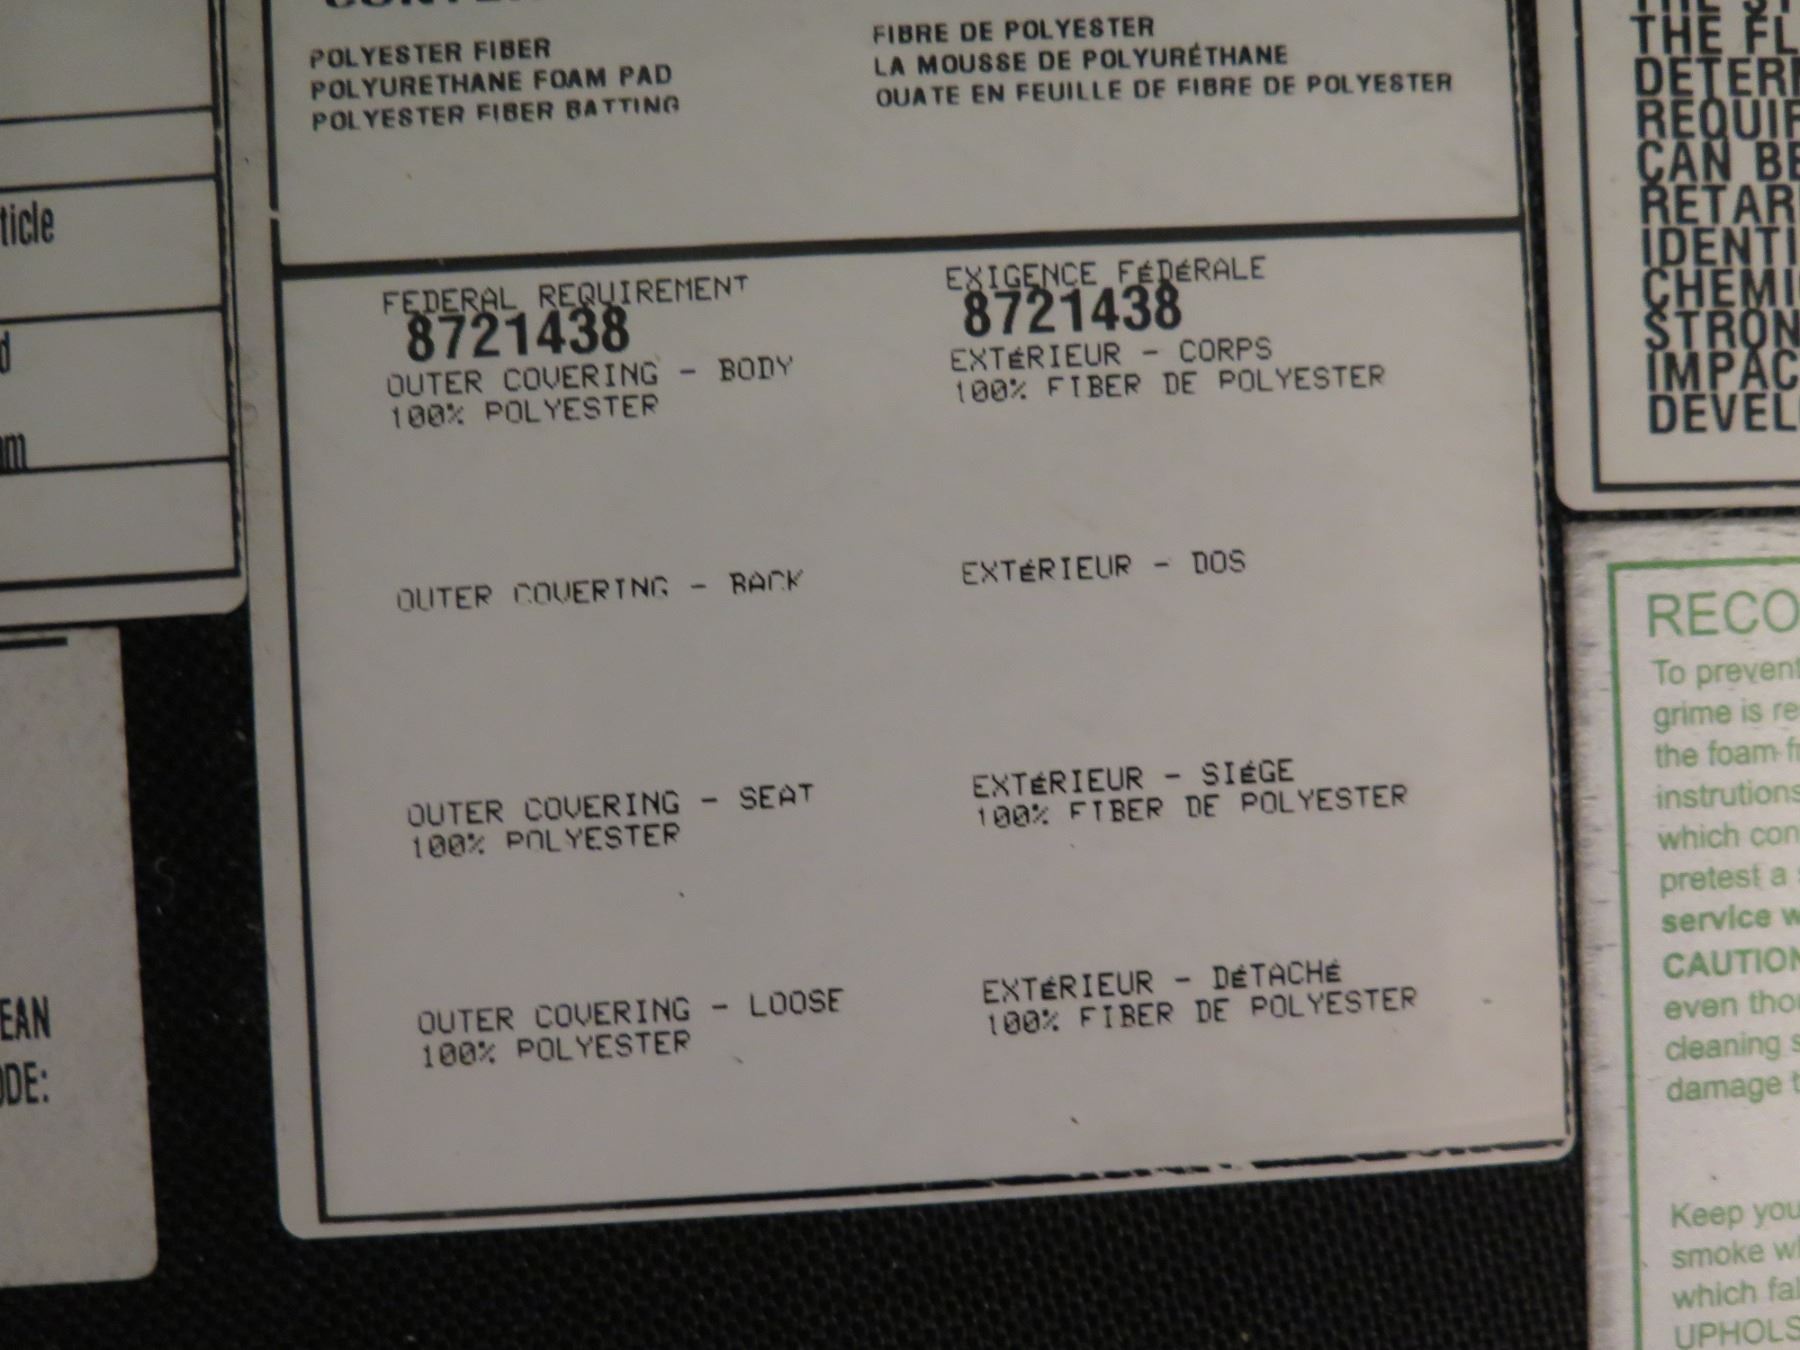 POLYESTER FIBER
POLYURETHANE FOAM PAD
POLYESTER FIBER BATTING
FIBRE DE POLYESTER
LA MOUSSE DE POLYURÉTHANE
OUATE EN FEUILLE DE FIBRE DE POLYESTER
FEDERAL REQUIREMENT
8721438
OUTER COVERING - BODY
100% POLYESTER
EXIGENCE FÉDÉRALE
8721438
EXTÉRIEUR - CORPS
100% FIBER DE POLYESTER
OUTER COVERING - BACK
EXTÉRIEUR - DOS
OUTER COVERING - SEAT
100% POLYESTER
EXTÉRIEUR - SIÉGE
100% FIBER DE POLYESTER
OUTER COVERING - LOOSE
100% POLYESTER
EXTÉRIEUR - DÉTACHÉ
100% FIBER DE POLYESTER
ticle
d
am
EAN
ODE:
THE FL
DETERM
REQUIR
CAN BE
RETAR
IDENTI
CHEMI
STRON
IMPAC
DEVEL
RECO
To prevent
grime is re
the foam fr
instrutions
which con
pretest a s
service w
CAUTION
even tho
cleaning s
damage t
Keep you
smoke wh
which fal
UPHOLS